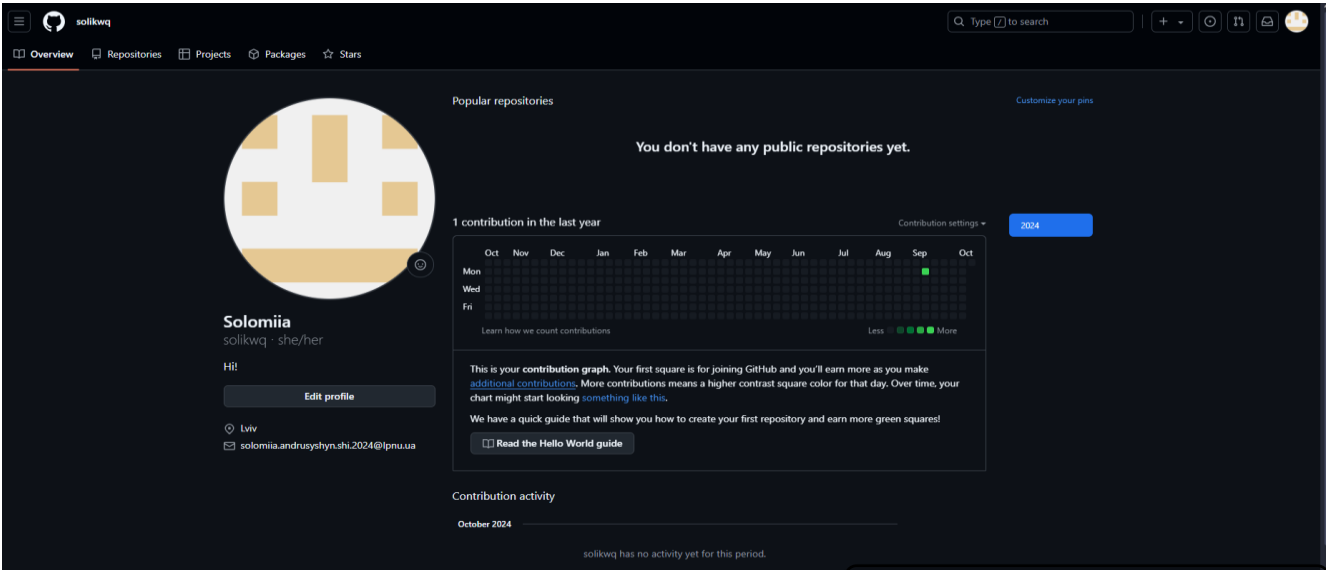 solikwq
Type / to search
Overview
Repositories
Projects
Packages
Stars
Popular repositories
Customize your pins
You don't have any public repositories yet.
1 contribution in the last year
Contribution settings
2024
Oct Nov Dec Jan Feb Mar Apr May Jun Jul Aug Sep Oct
Mon
Wed
Fri
Learn how we count contributions
Less
More
This is your contribution graph. Your first square is for joining GitHub and you'll earn more as you make
additional contributions. More contributions means a higher contrast square color for that day. Over time, your
chart might start looking something like this.
We have a quick guide that will show you how to create your first repository and earn more green squares!
Read the Hello World guide
Solomiia
solikwq · she/her
Hi!
Edit profile
Lviv
solomiia.andrusyshyn.shi.2024@lpnu.ua
Contribution activity
October 2024
solikwq has no activity yet for this period.